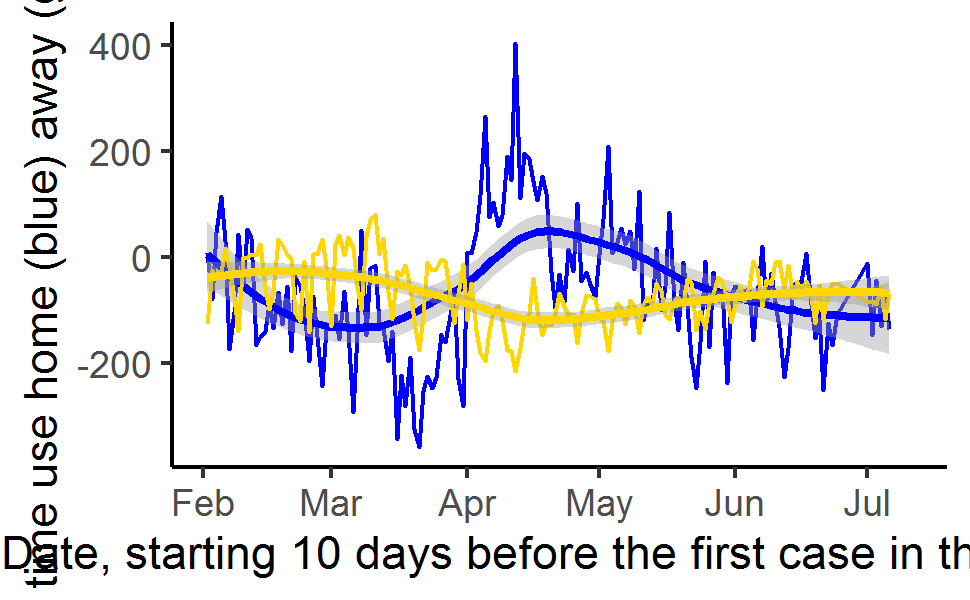 time use home (blue) away (
400
200
0
-200
Feb Mar Apr May Jun Jul
Date, starting 10 days before the first case in th